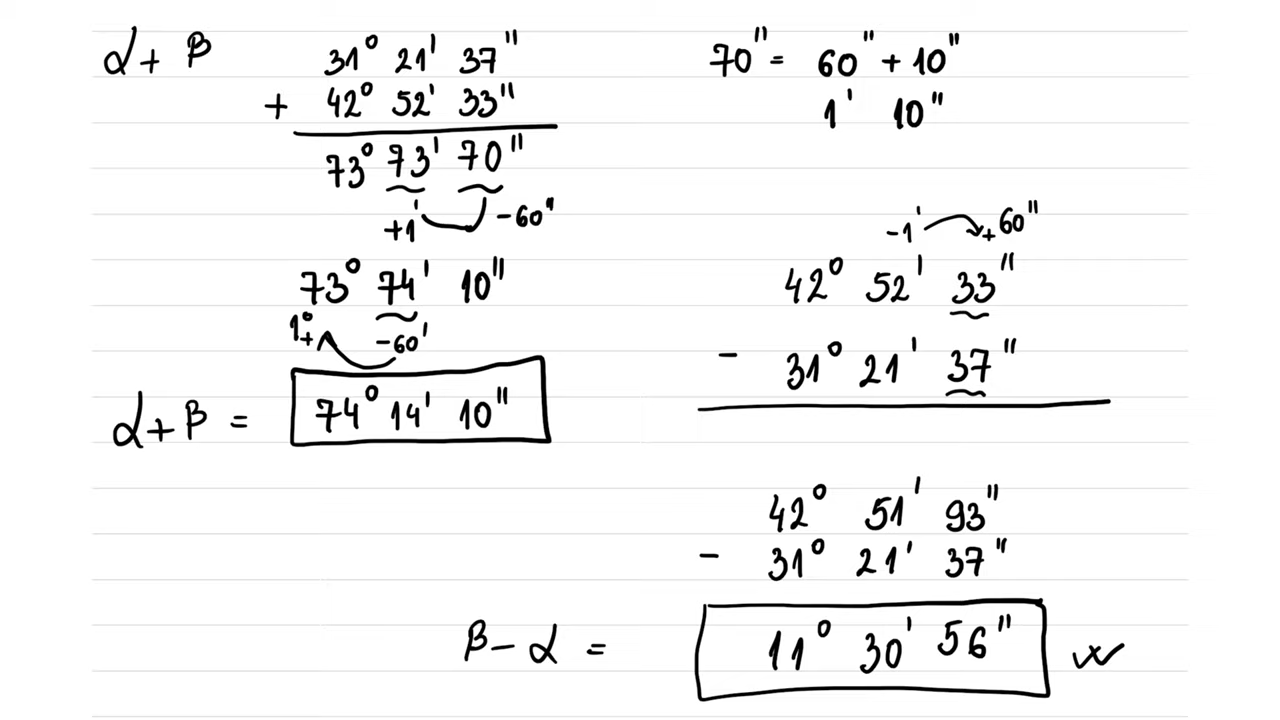 α + β 31° 21' 37"
+ 42° 52' 33"
73° 73' 70"
+1' -60"
73° 74' 10"
1°+ -60'
α + β = 74° 14' 10"
70" = 60" + 10"
1' 10"
-1' +60"
42° 52' 33"
- 31° 21' 37"
42° 51' 93"
- 31° 21' 37"
β - α = 11° 30' 56"